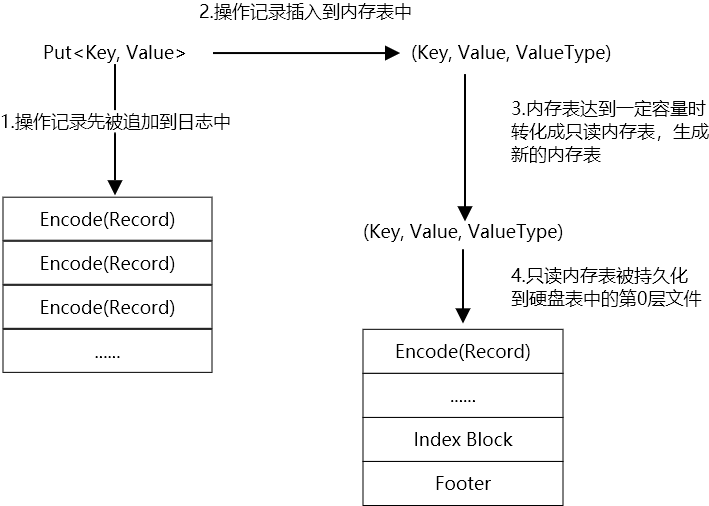 2.操作记录插入到内存表中
Put<Key, Value>
(Key, Value, ValueType)
1.操作记录先被追加到日志中
3.内存表达到一定容量时
转化成只读内存表，生成
新的内存表
Encode(Record)
Encode(Record)
Encode(Record)
......
(Key, Value, ValueType)
4.只读内存表被持久化
到硬盘表中的第0层文件
Encode(Record)
......
Index Block
Footer